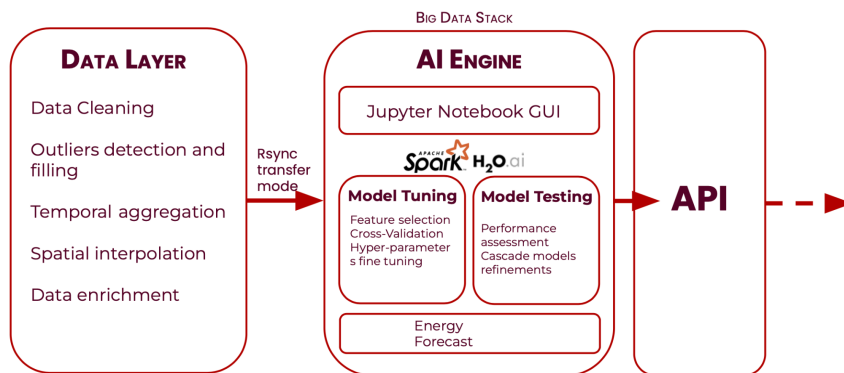 BIG DATA STACK
DATA LAYER
Data Cleaning
Outliers detection and
filling
Temporal aggregation
Spatial interpolation
Data enrichment
Rsync
transfer
mode
AI ENGINE
Jupyter Notebook GUI
APACHE
Spark™ H2O.ai
Model Tuning
Feature selection
Cross-Validation
Hyper-parameter
s fine tuning
Model Testing
Performance
assessment
Cascade models
refinements
Energy
Forecast
API